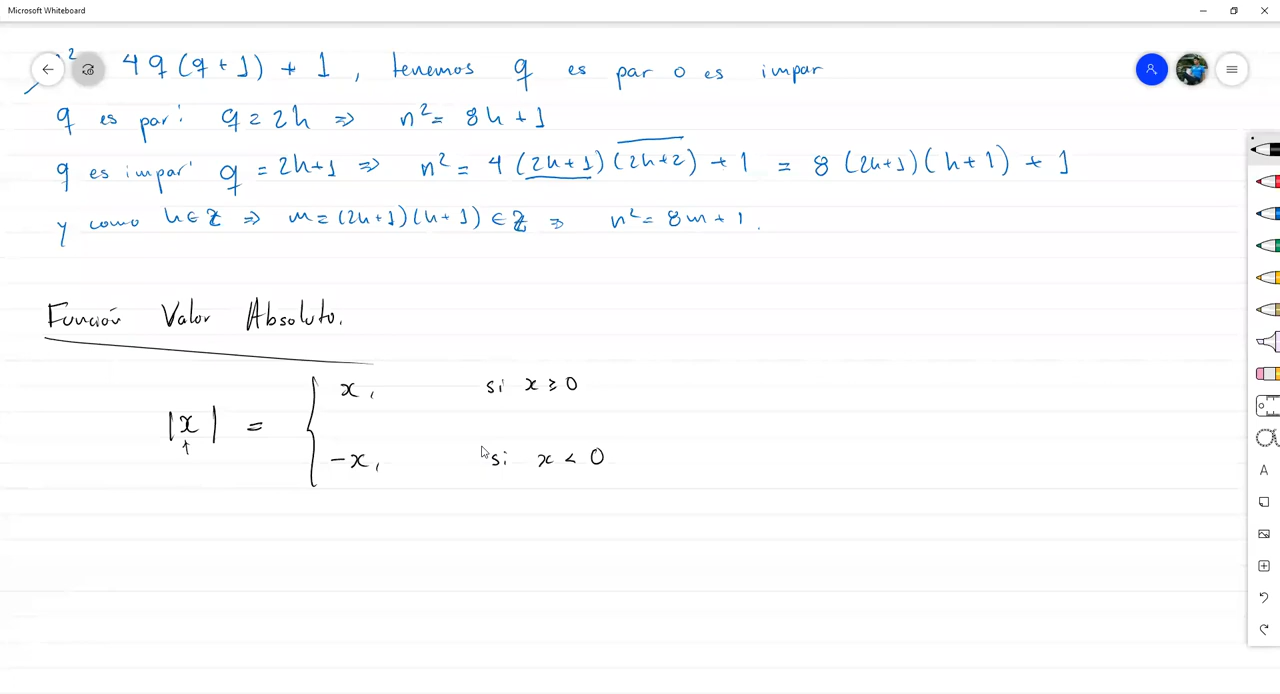 Microsoft Whiteboard
4q(q+1)+1, tenemos q es par o es impar
q es par: q = 2h ⇒ n² = 8h+1
q es impar: q = 2h+1 ⇒ n² = 4(2h+1)(2h+2)+1 = 8(2h+1)(h+1)+1
y como h∈ℤ ⇒ m=(2h+1)(h+1)∈ℤ ⇒ n²=8m+1.
Función Valor Absoluto.
x, si x ≥ 0
|x| =
-x, si x < 0